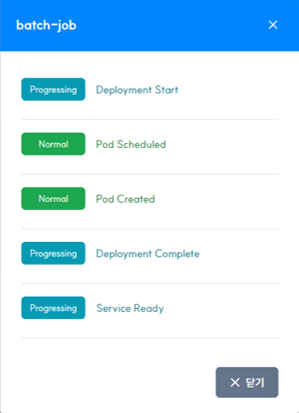 batch-job ×
Progressing Deployment Start
Normal Pod Scheduled
Normal Pod Created
Progressing Deployment Complete
Progressing Service Ready
× 닫기